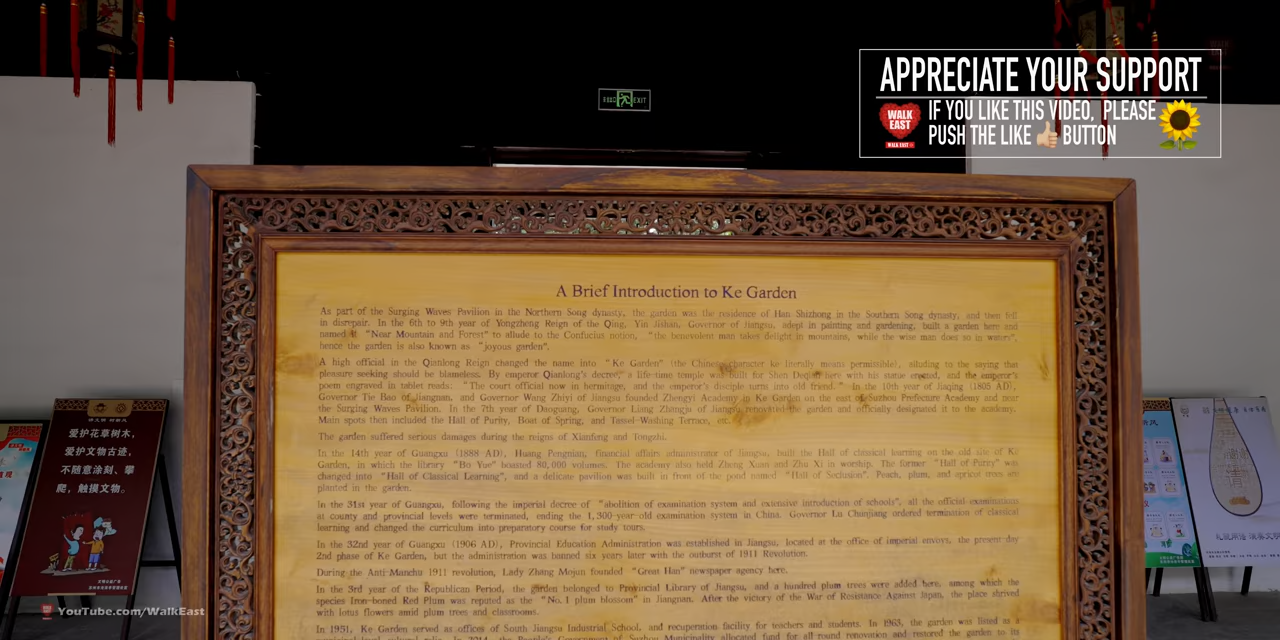 EXIT
APPRECIATE YOUR SUPPORT
WALK
EAST
IF YOU LIKE THIS VIDEO, PLEASE
PUSH THE LIKE BUTTON
WALK EAST
A Brief Introduction to Ke Garden
As part of the Surging Waves Pavilion in the Northern Song dynasty, the garden was the residence of Han Shizhong in the Southern Song dynasty, and then fell
in disrepair. In the 6th to 9th year of Yongzheng Reign of the Qing, Yin Jishan, Governor of Jiangsu, adept in painting and gardening, built a garden here and
named it "Near Mountain and Forest" to allude to the Confucius notion, "the benevolent man takes delight in mountains, while the wise man does so in waters",
hence the garden is also known as "joyous garden".
A high official in the Qianlong Reign changed the name into "Ke Garden" (the Chinese character ke literally means permissible), alluding to the saying that
pleasure seeking should be blameless. By emperor Qianlong's decree, a life-time temple was built for Shen Deqian here with his statue erected, and the emperor's
poem engraved in tablet reads: "The court official now in hermitage, and the emperor's disciple turns into old friend." In the 10th year of Jiaqing (1805 AD),
Governor Tie Bao of Jiangnan, and Governor Wang Zhiyi of Jiangsu founded Zhengyi Academy in Ke Garden on the east of Suzhou Prefecture Academy and near
the Surging Waves Pavilion. In the 7th year of Daoguang, Governor Liang Zhangju of Jiangsu renovated the garden and officially designated it to the academy.
Main spots then included the Hall of Purity, Boat of Spring, and Tassel-Washing Terrace, etc.
The garden suffered serious damages during the reigns of Xianfeng and Tongzhi.
In the 14th year of Guangxu (1888 AD), Huang Pengnian, financial affairs administrator of Jiangsu, built the Hall of classical learning on the old site of Ke
Garden, in which the library "Bo Yue" boasted 80,000 volumes. The academy also held Zheng Xuan and Zhu Xi in worship. The former "Hall of Purity" was
changed into "Hall of Classical Learning", and a delicate pavilion was built in front of the pond named "Hall of Seclusion". Peach, plum, and apricot trees are
planted in the garden.
In the 31st year of Guangxu, following the imperial decree of "abolition of examination system and extensive introduction of schools", all the official examinations
at county and provincial levels were terminated, ending the 1,300-year-old examination system in China. Governor Lu Chunjiang ordered termination of classical
learning and changed the curriculum into preparatory course for study tours.
In the 32nd year of Guangxu (1906 AD), Provincial Education Administration was established in Jiangsu, located at the office of imperial envoys, the present-day
2nd phase of Ke Garden, but the administration was banned six years later with the outburst of 1911 Revolution.
During the Anti-Manchu 1911 revolution, Lady Zhang Mojun founded "Great Han" newspaper agency here.
In the 3rd year of the Republican Period, the garden belonged to Provincial Library of Jiangsu, and a hundred plum trees were added here, among which the
species Iron-boned Red Plum was reputed as the "No.1 plum blossom" in Jiangnan. After the victory of the War of Resistance Against Japan, the place shrived
with lotus flowers amid plum trees and classrooms.
In 1951, Ke Garden served as offices of South Jiangsu Industrial School, and recuperation facility for teachers and students. In 1963, the garden was listed as a
In 2014, the People's Government of Suzhou Municipality allocated fund for all-round renovation and restored the garden to its
爱护花草树木,
爱护文物古迹,
不随意涂刻、攀
爬,触摸文物。
YouTube.com/WalkEast